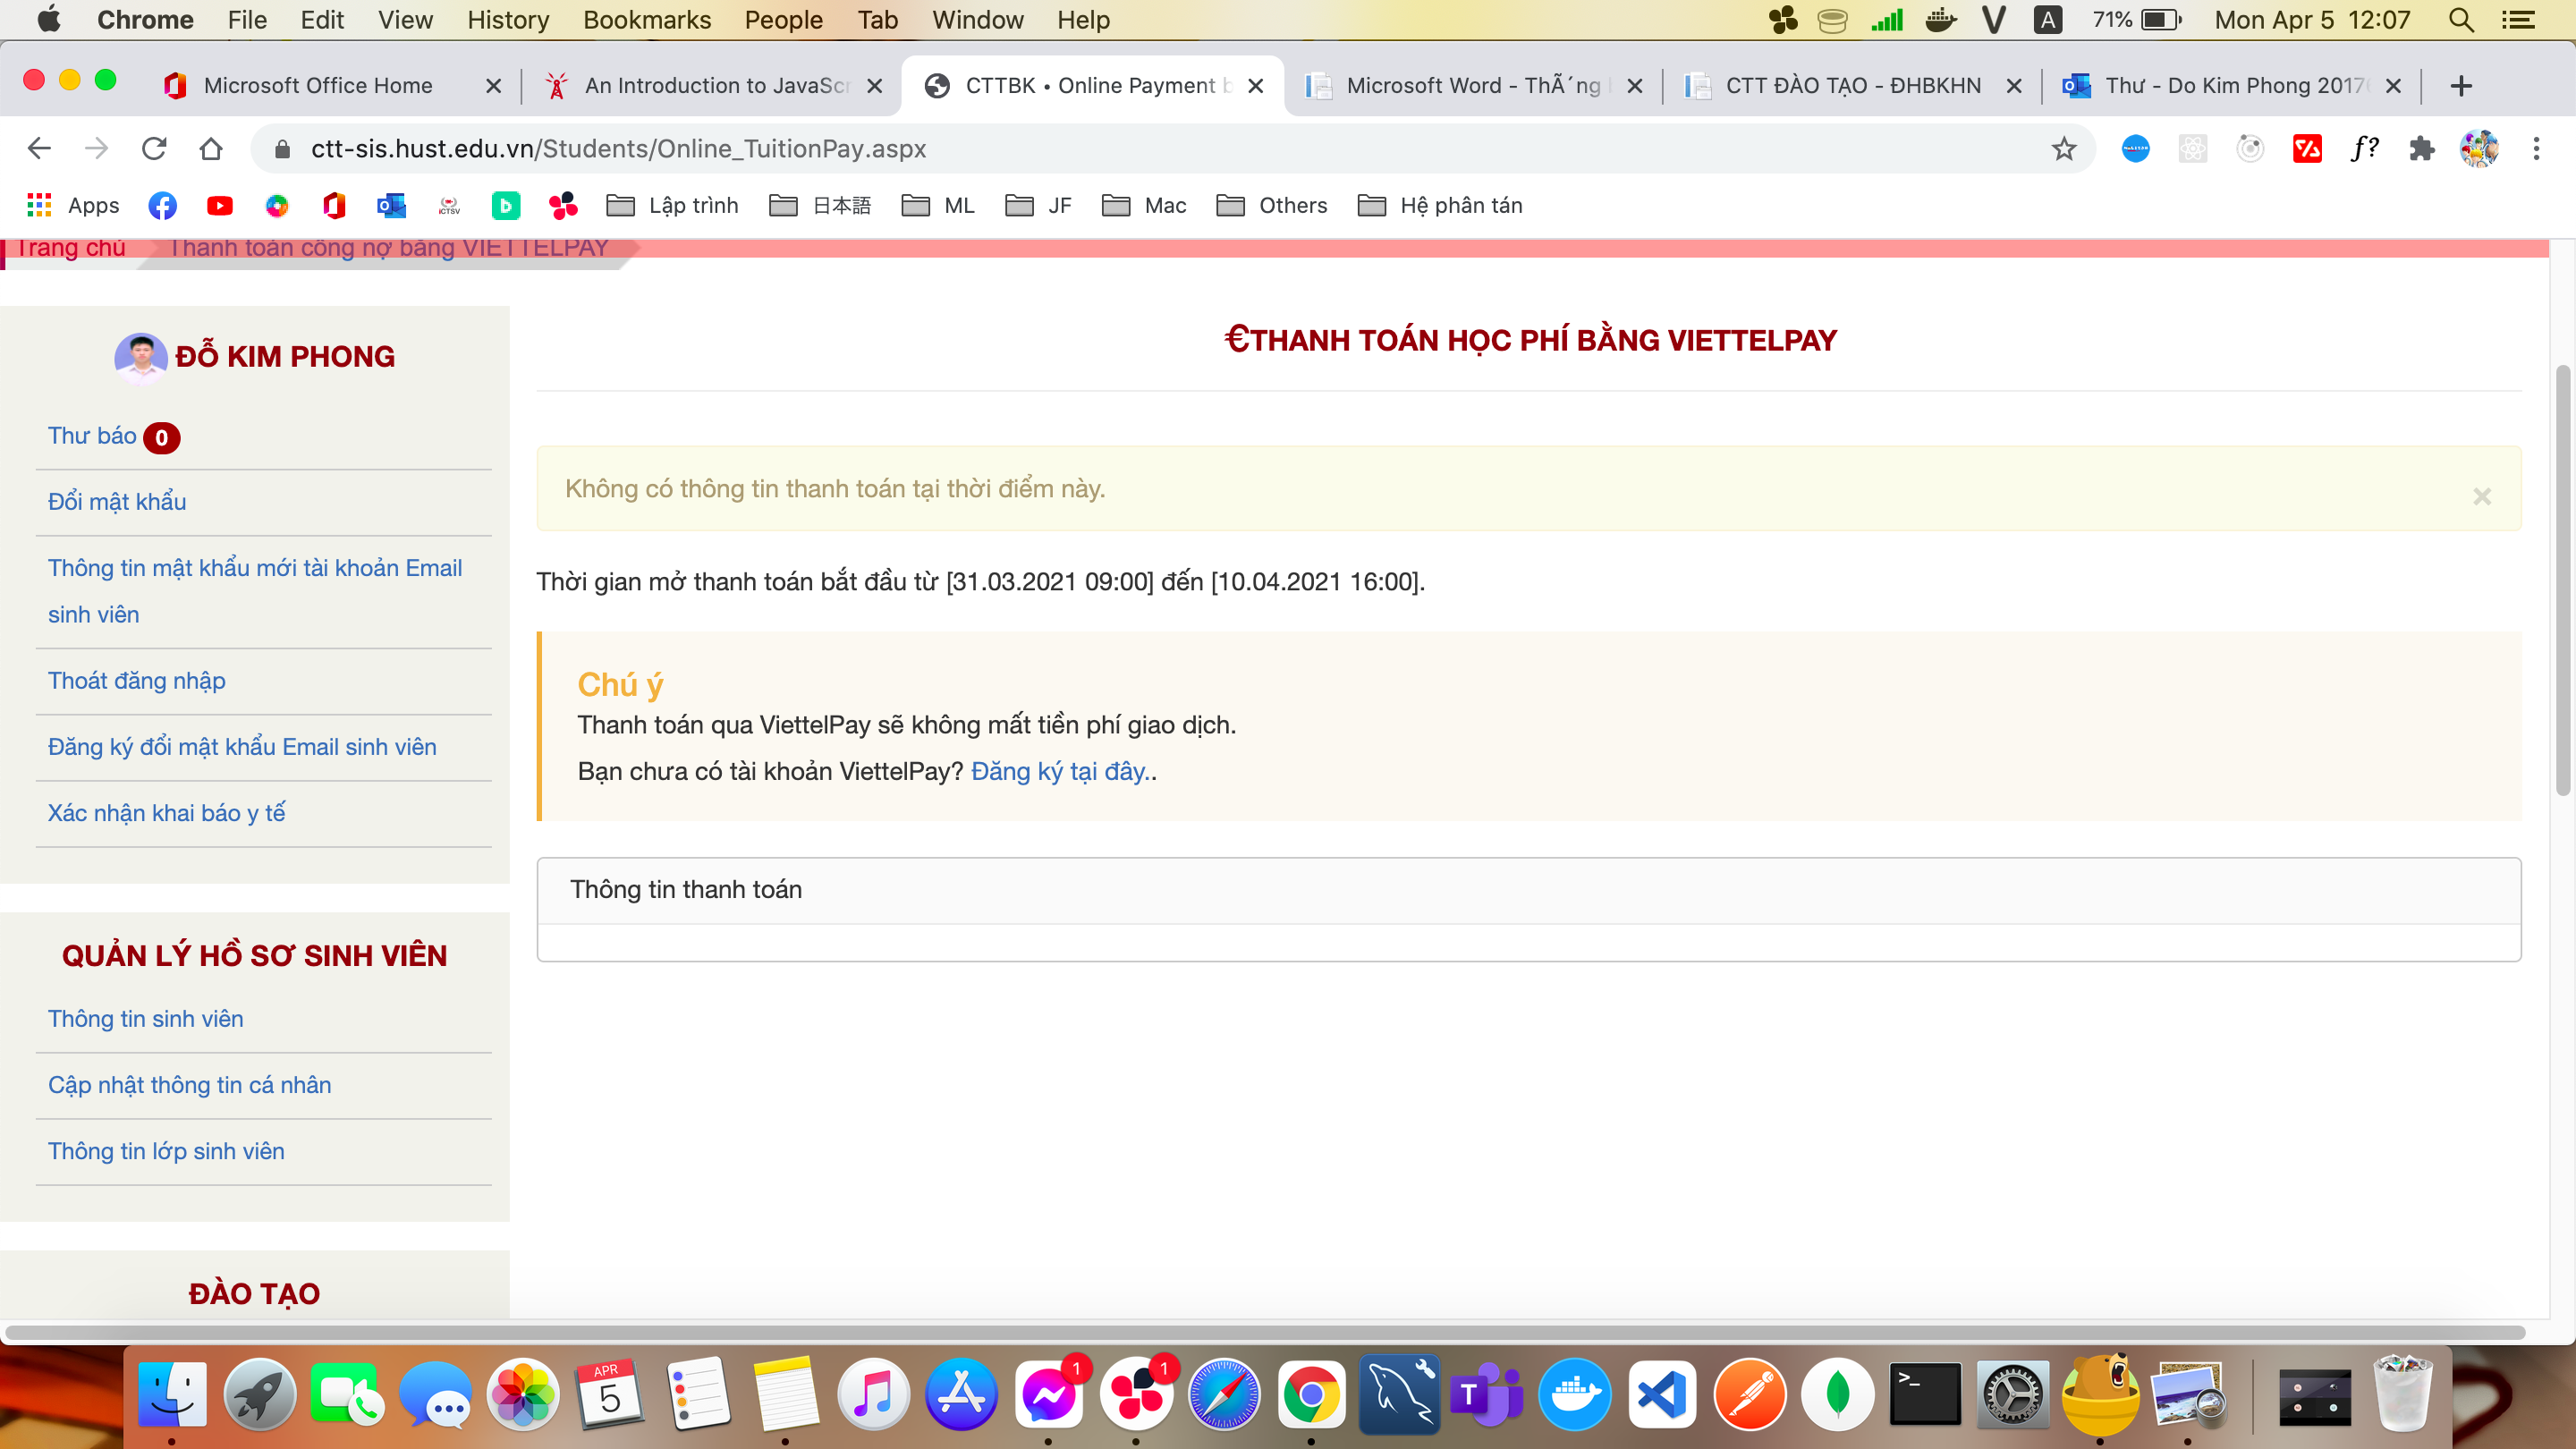 Chrome File Edit View History Bookmarks People Tab Window Help
A 71% Mon Apr 5 12:07
Microsoft Office Home
An Introduction to JavaScr
CTTBK • Online Payment b
Microsoft Word - ThÃ´ng
CTT ĐÀO TẠO - ĐHBKHN
Thư - Do Kim Phong 2017
ctt-sis.hust.edu.vn/Students/Online_TuitionPay.aspx
f?
Apps
Lập trình
日本語
ML
JF
Mac
Others
Hệ phân tán
Trang chủ
Thanh toán công nợ bằng VIETTELPAY
ĐỖ KIM PHONG
Thư báo 0
Đổi mật khẩu
Thông tin mật khẩu mới tài khoản Email
sinh viên
Thoát đăng nhập
Đăng ký đổi mật khẩu Email sinh viên
Xác nhận khai báo y tế
QUẢN LÝ HỒ SƠ SINH VIÊN
Thông tin sinh viên
Cập nhật thông tin cá nhân
Thông tin lớp sinh viên
ĐÀO TẠO
€THANH TOÁN HỌC PHÍ BẰNG VIETTELPAY
Không có thông tin thanh toán tại thời điểm này.
×
Thời gian mở thanh toán bắt đầu từ [31.03.2021 09:00] đến [10.04.2021 16:00].
Chú ý
Thanh toán qua ViettelPay sẽ không mất tiền phí giao dịch.
Bạn chưa có tài khoản ViettelPay? Đăng ký tại đây..
Thông tin thanh toán
APR
5
1
1
T
>_